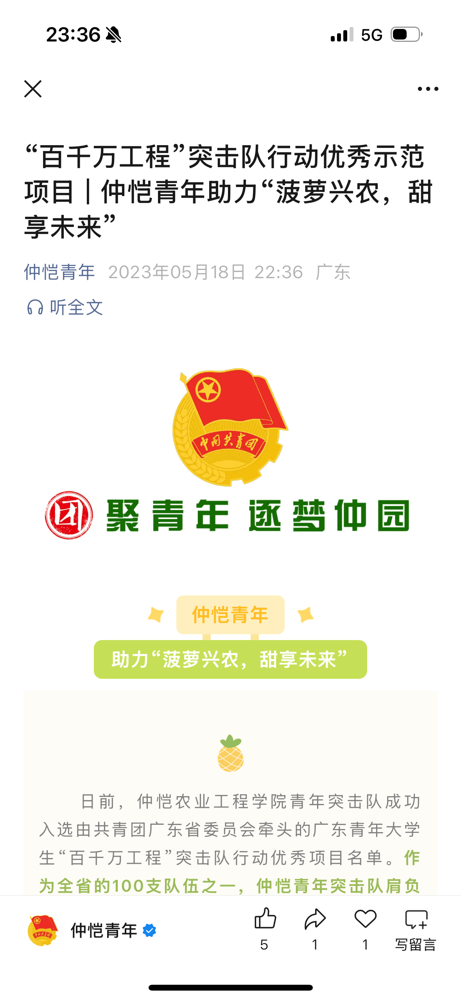 23:36
5G
“百千万工程”突击队行动优秀示范
项目 | 仲恺青年助力“菠萝兴农，甜
享未来”
仲恺青年 2023年05月18日 22:36 广东
听全文
中国共青团
团 聚青年 逐梦仲园
仲恺青年
助力“菠萝兴农，甜享未来”
日前，仲恺农业工程学院青年突击队成功
入选由共青团广东省委员会牵头的广东青年大学
生“百千万工程”突击队行动优秀项目名单。作
为全省的100支队伍之一，仲恺青年突击队肩负
中国共青团
仲恺青年
5
1
1
写留言